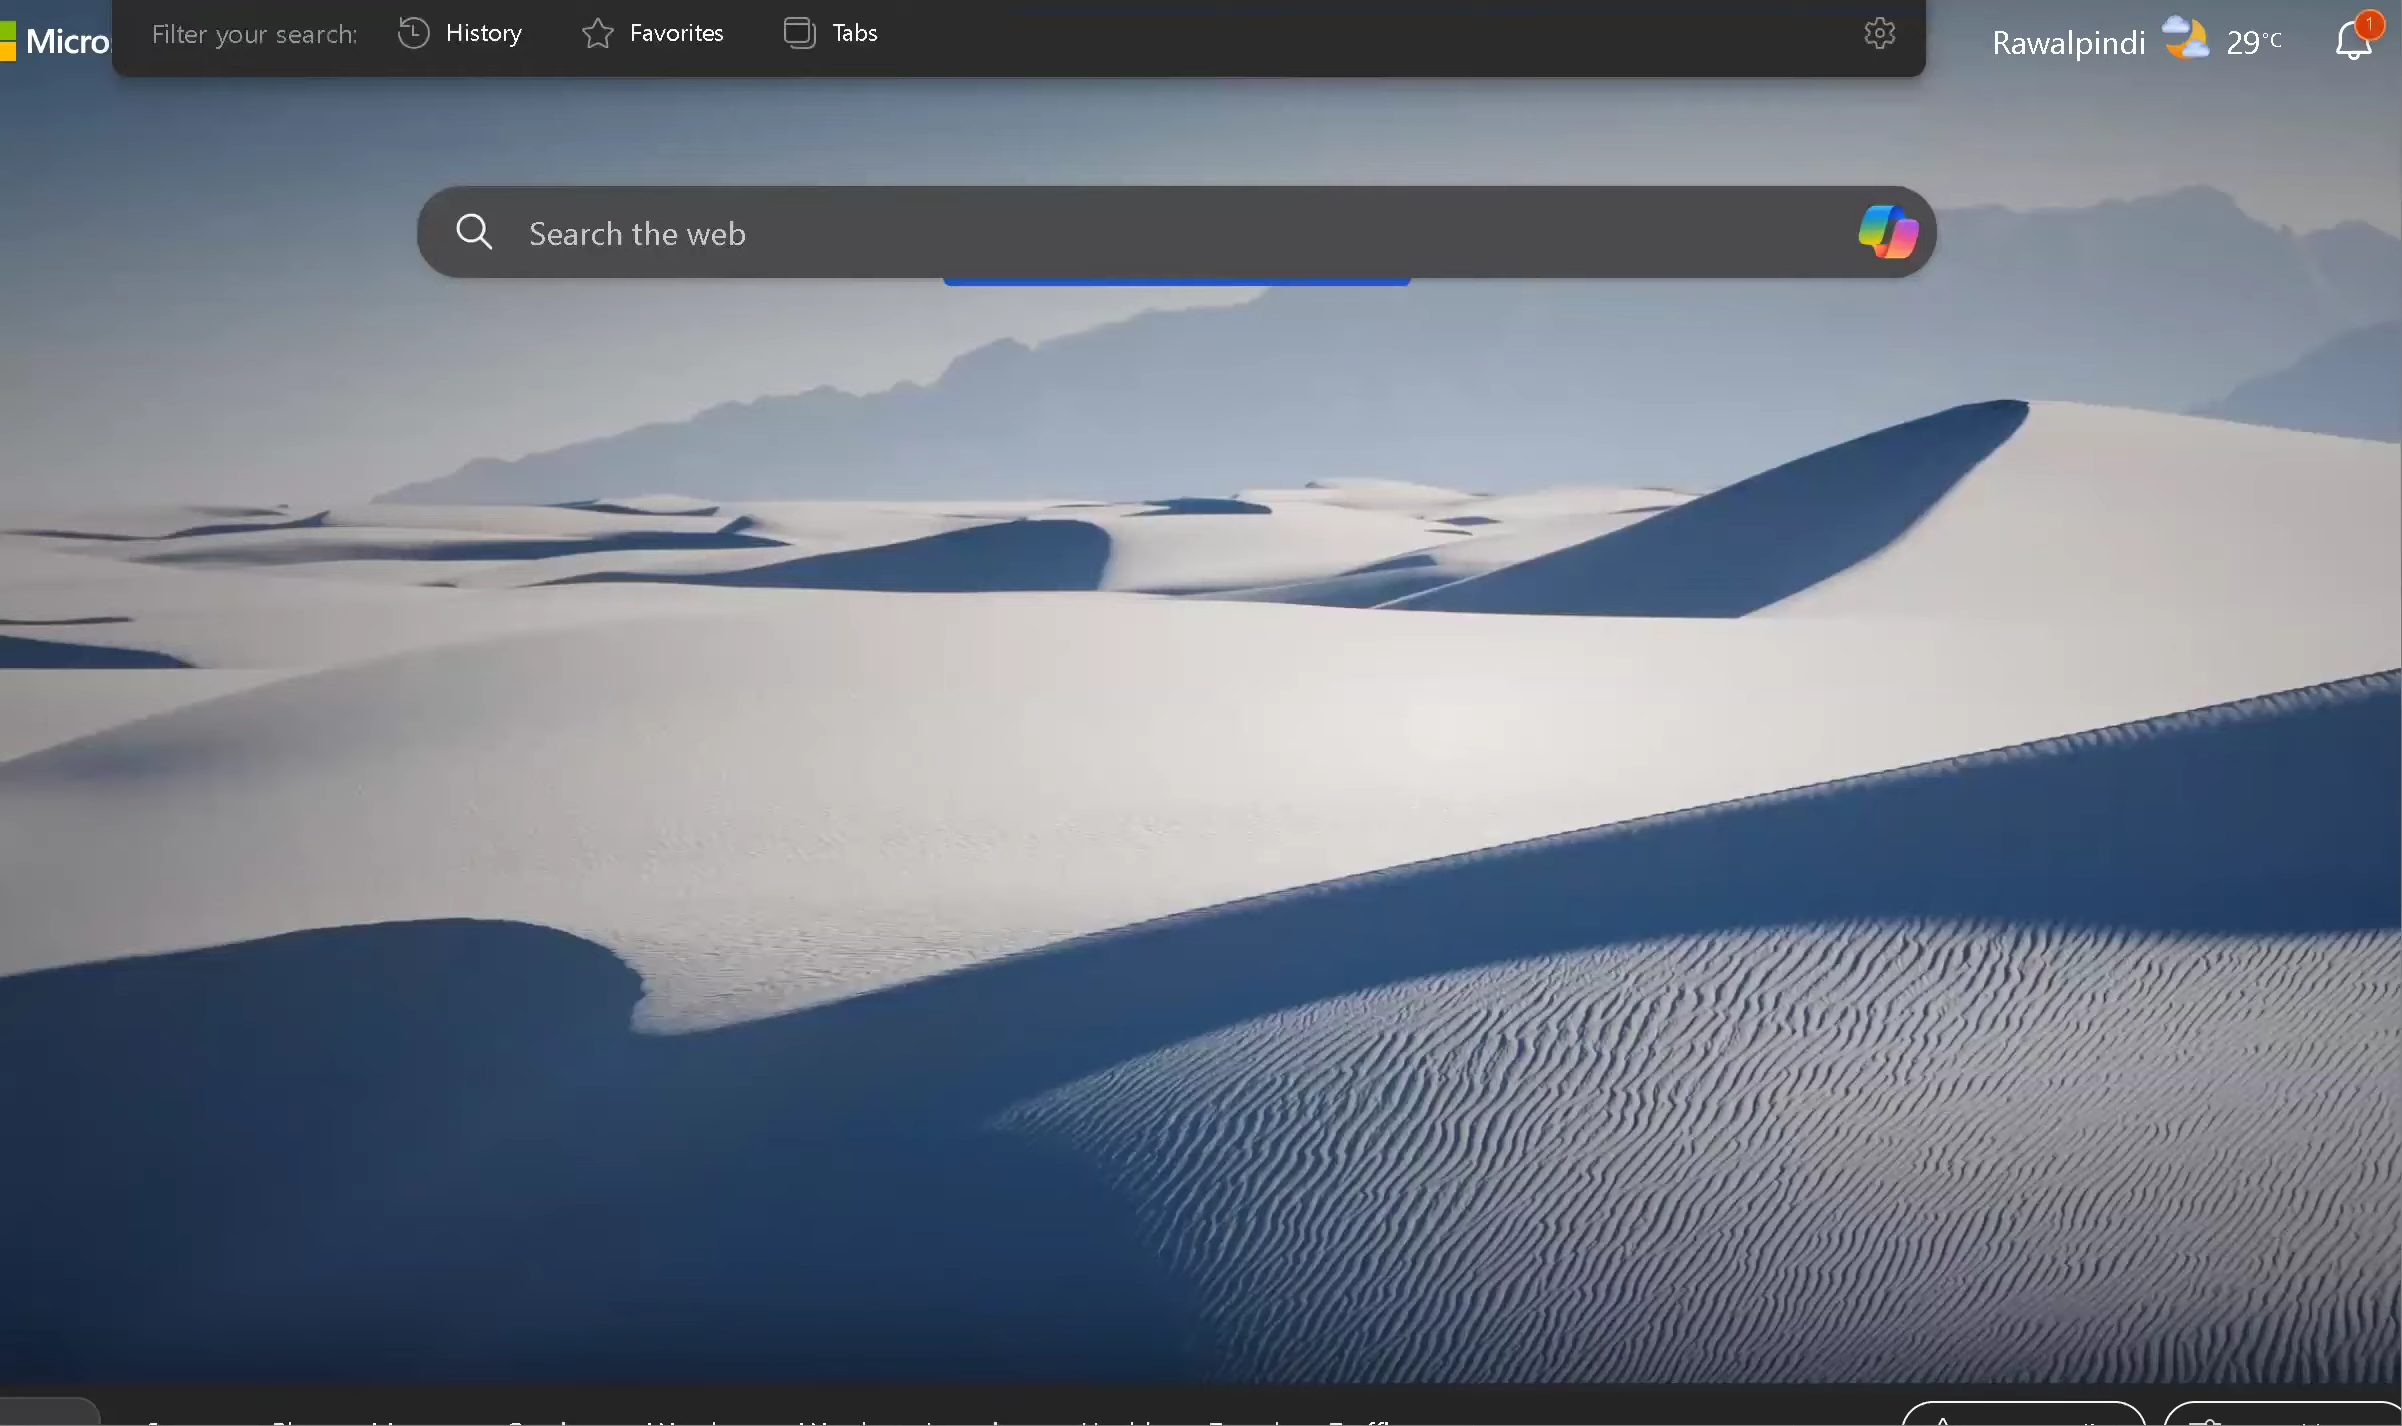 Micro
Filter your search: History Favorites Tabs
Rawalpindi 29°C 1
Search the web